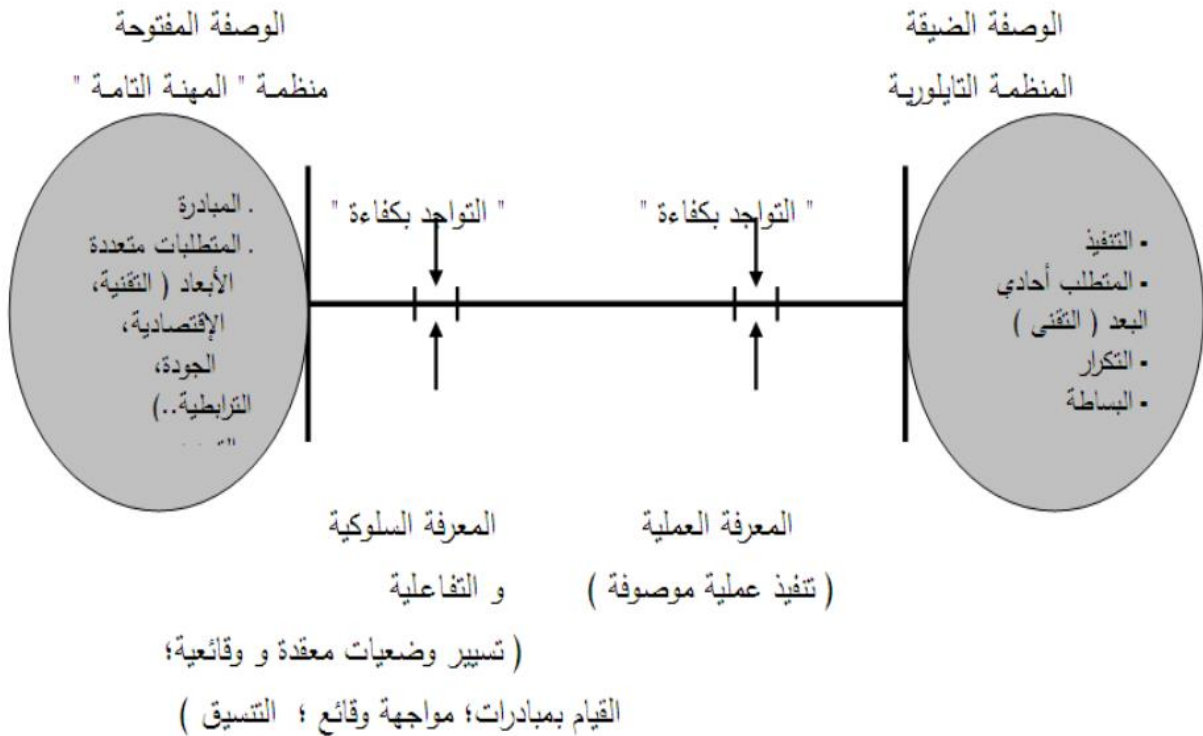 الوصفة الضيقة
المنظمة التايلورية
الوصفة المفتوحة
منظمة " المهنة التامة "
- التنفيذ
- المتطلب أحادي
البعد ( التقني )
- التكرار
- البساطة
" التواجد بكفاءة "
" التواجد بكفاءة "
. المبادرة
. المتطلبات متعددة
الأبعاد ( التقنية،
الإقتصادية،
الجودة،
الترابطية..)
المعرفة العملية
( تنفيذ عملية موصوفة )
المعرفة السلوكية
و التفاعلية
( تسيير وضعيات معقدة و وقائعية؛
القيام بمبادرات؛ مواجهة وقائع ؛ التنسيق )